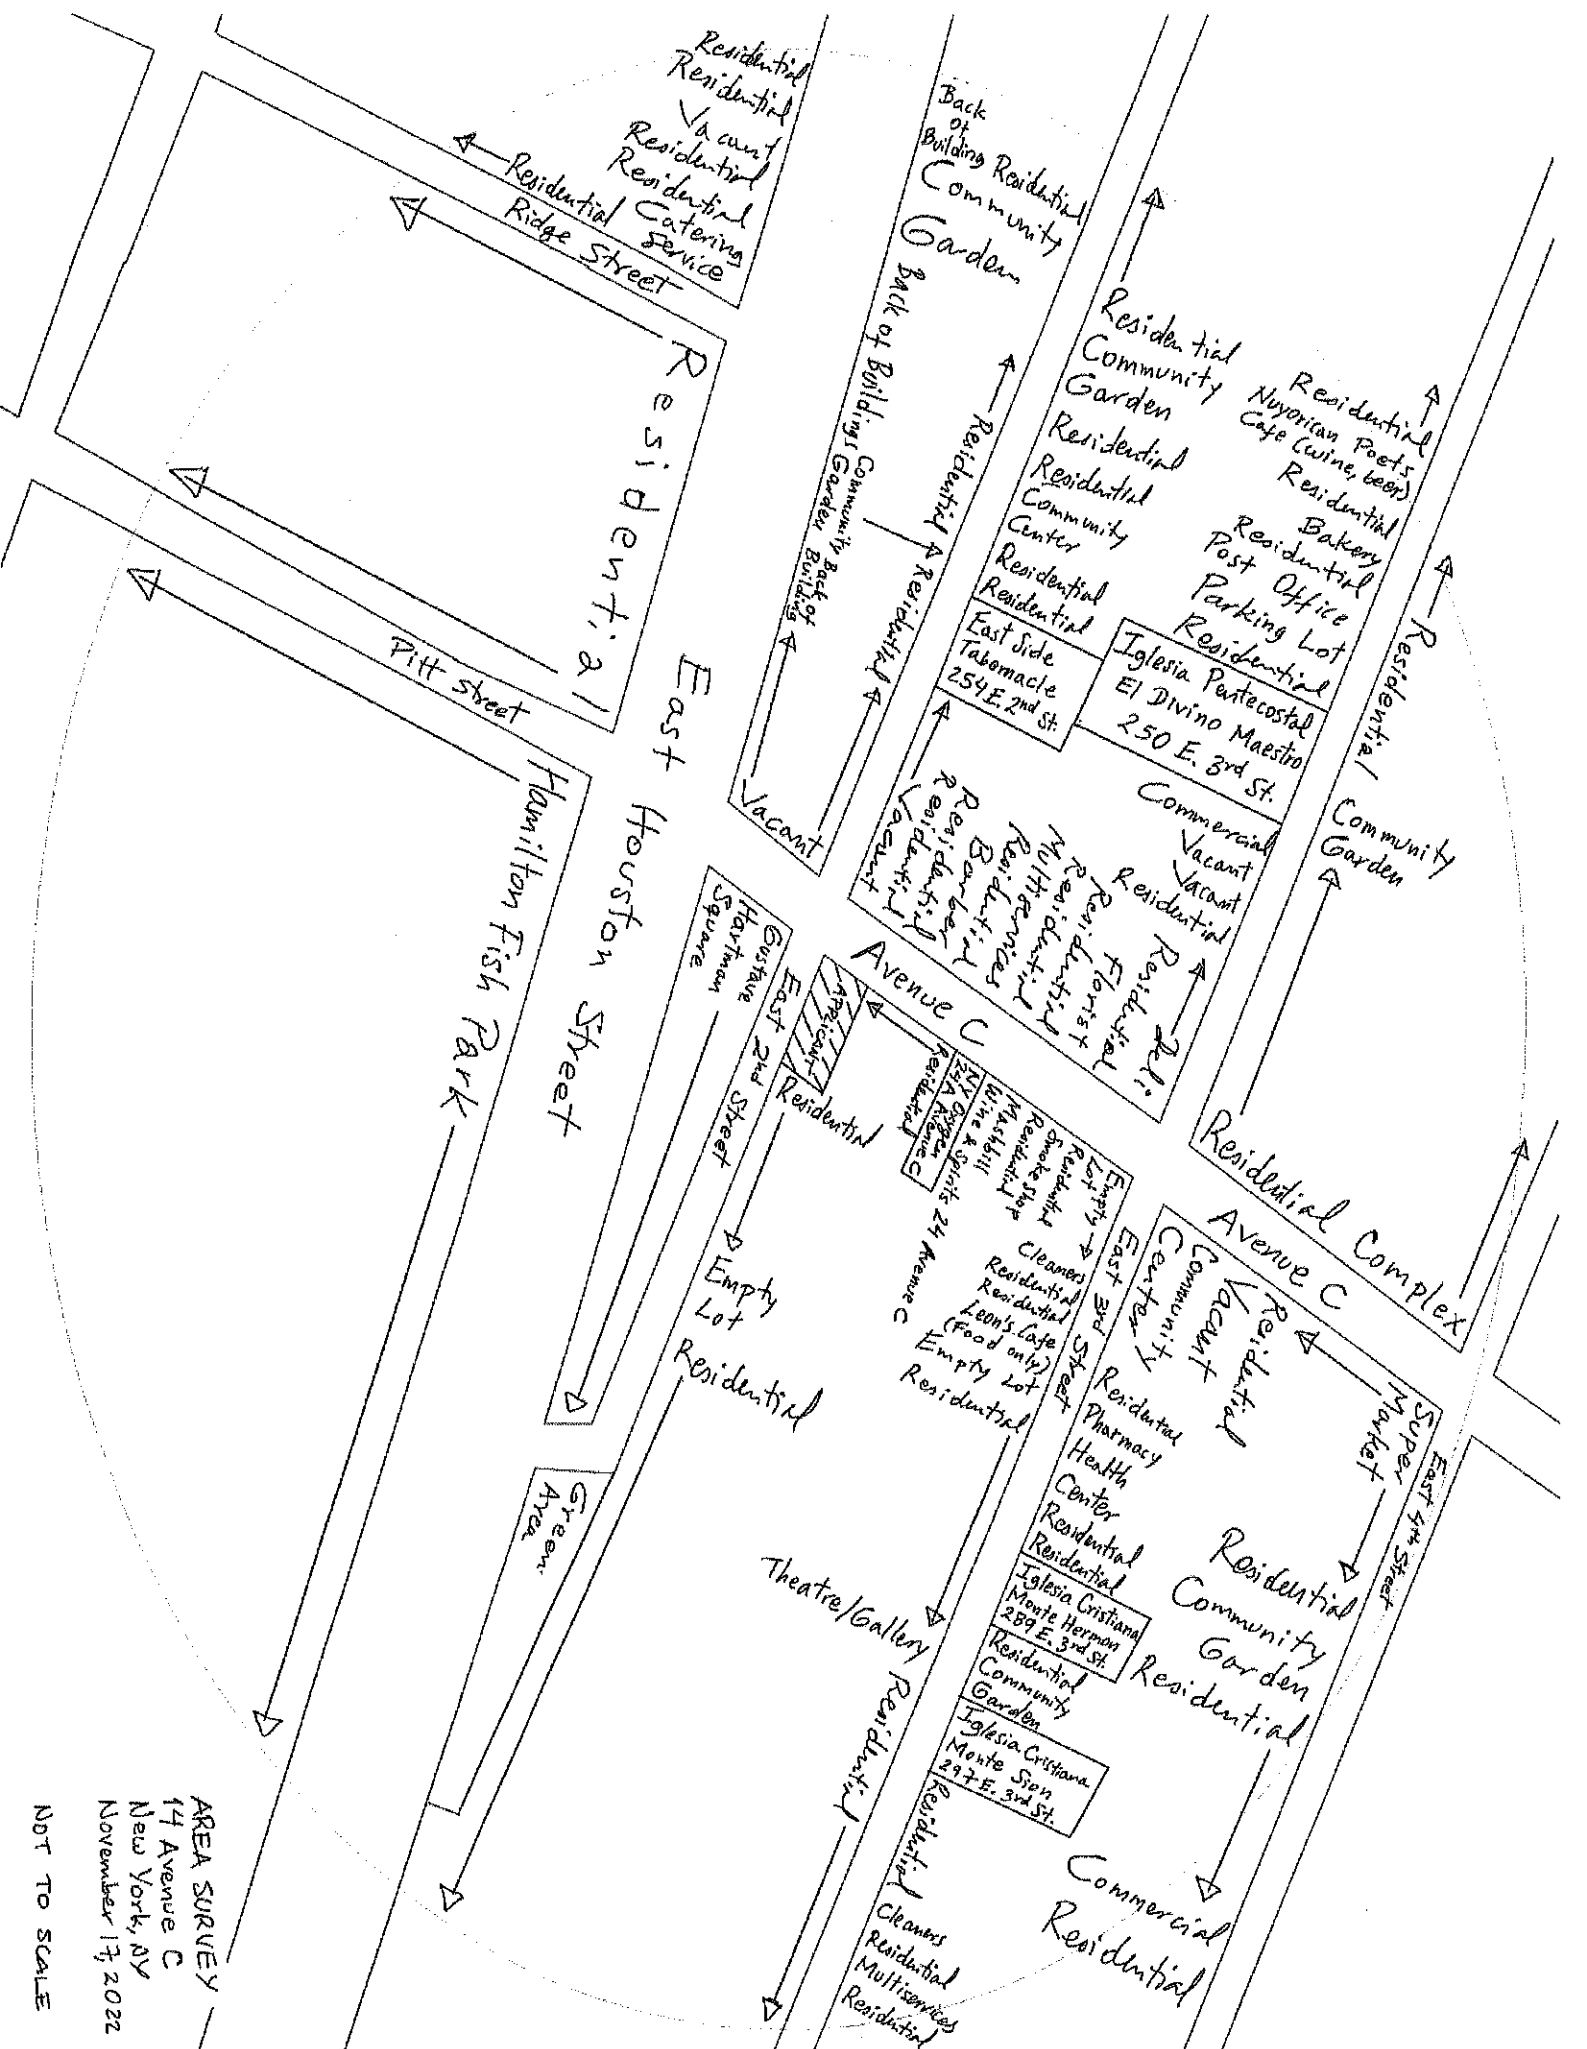 Residential
Residential
Vacant
Residential
Residential
Catering
Service
Residential
Ridge Street
Residential
Pitt Street
Hamilton Fish Park
East Houston Street
Back
of
Building Residential
Community
Garden
Back of Buildings
Community
Garden
Back of
Building
Residential
Residential
Residential
Vacant
Residential
Community
Garden
Residential
Residential
Community
Center
Residential
Residential
East Side
Tabernacle
254 E. 2nd St.
Residential
Nuyorican Poets
Cafe (wine, beer)
Residential
Bakery
Residential
Post Office
Parking Lot
Residential
Iglesia Pentecostal
El Divino Maestro
250 E. 3rd St.
Commercial
Vacant
Vacant
Residential
Deli
Residential
Florist
Residential
Residential
Multiservices
Residential
Barber
Residential
Residential
Vacant
Residential
Community
Garden
Residential Complex
Avenue C
Avenue C
Gustave
Hartman
Square
East 2nd Street
APPLICANT
Residential
Empty
Lot
Residential
Green
Area
Residential
NY Oxygen
24A Avenue C
Wine & Spirits 24 Avenue C
Mashbill
Residential
Smoke Shop
Residential
Empty
Lot
Cleaners
Residential
Residential
Leon's Cafe
(Food only)
Empty Lot
Residential
Theatre/Gallery
Residential
East 3rd Street
Community
Center
Vacant
Residential
Super
Market
East 4th Street
Residential
Pharmacy
Health
Center
Residential
Residential
Iglesia Cristiana
Monte Hermon
289 E. 3rd St.
Residential
Community
Garden
Iglesia Cristiana
Monte Sion
297 E. 3rd St.
Residential
Cleaners
Residential
Multiservices
Residential
Residential
Community
Garden
Residential
Commercial
Residential
AREA SURVEY —
14 Avenue C
New York, NY
November 17, 2022
NOT TO SCALE